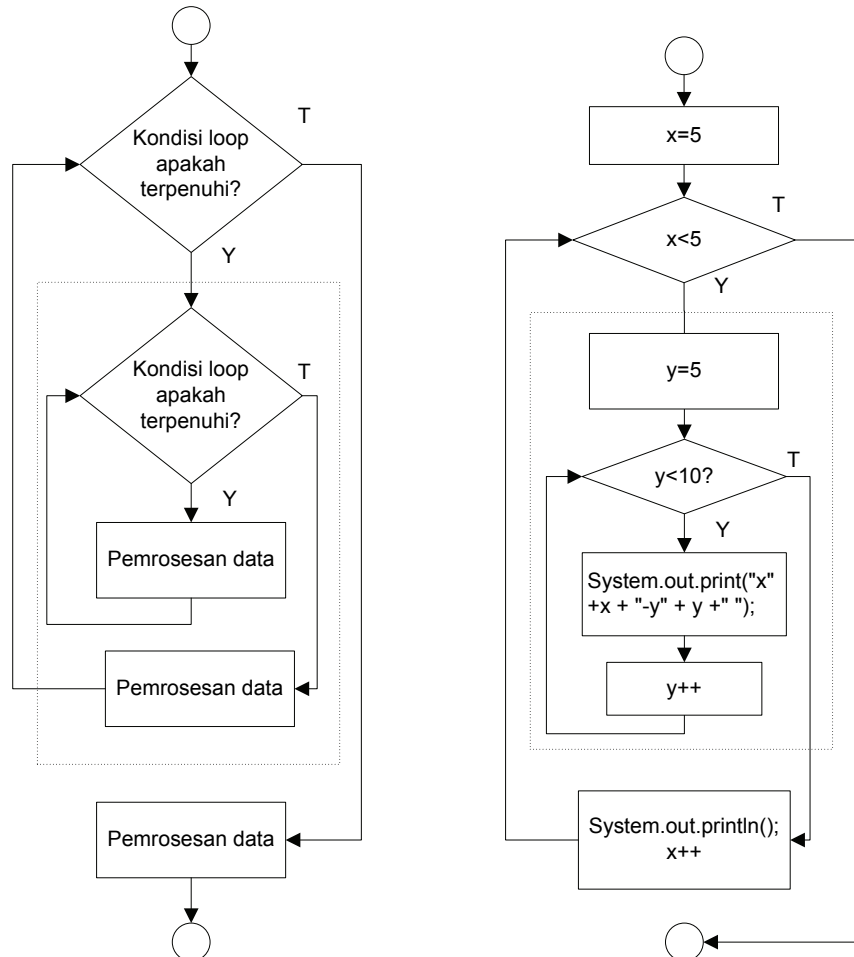 T
Kondisi loop
apakah
terpenuhi?
Y
Kondisi loop
apakah
terpenuhi?
T
Y
Pemrosesan data
Pemrosesan data
Pemrosesan data
x=5
T
x<5
Y
y=5
T
y<10?
Y
System.out.print("x"
+x + "-y" + y +" ");
y++
System.out.println();
x++